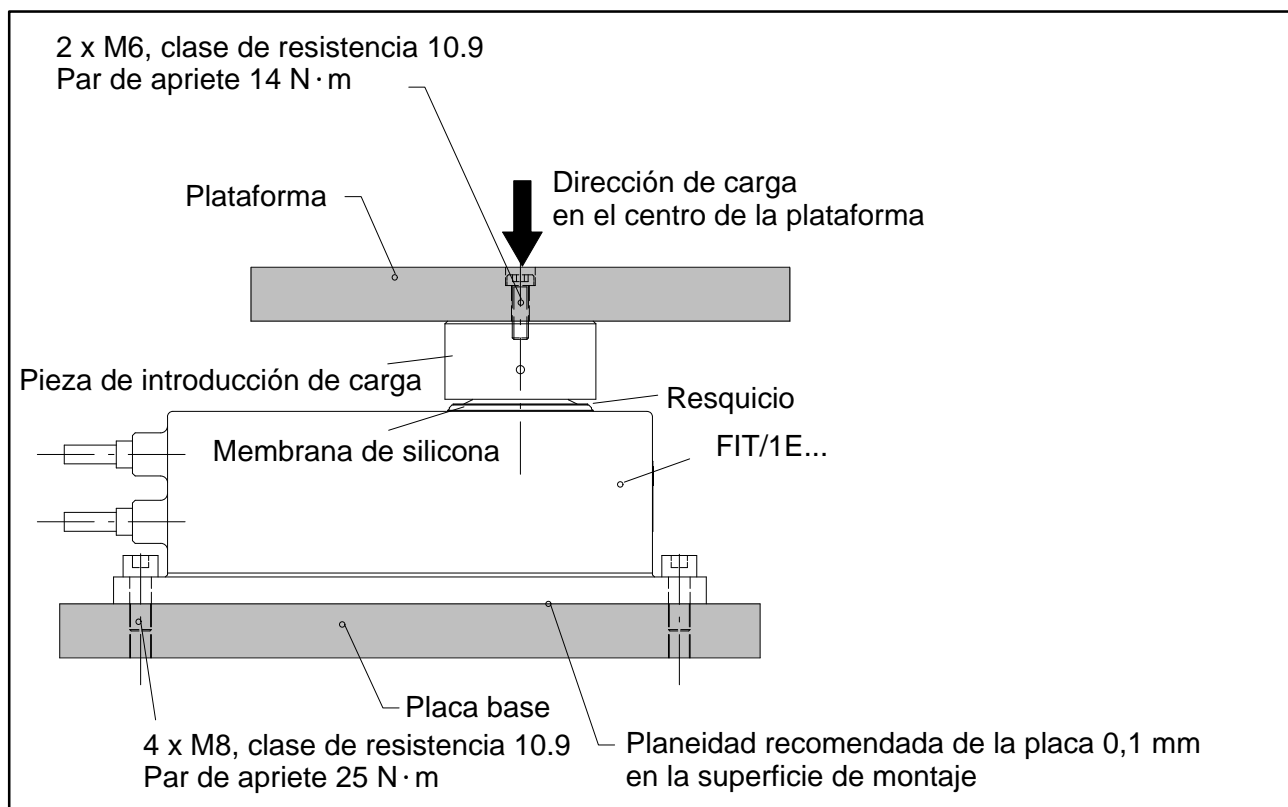 2 x M6, clase de resistencia 10.9
Par de apriete 14 N·m
Dirección de carga
en el centro de la plataforma
Plataforma
Pieza de introducción de carga
Resquicio
Membrana de silicona
FIT/1E...
Placa base
4 x M8, clase de resistencia 10.9
Par de apriete 25 N·m
Planeidad recomendada de la placa 0,1 mm
en la superficie de montaje